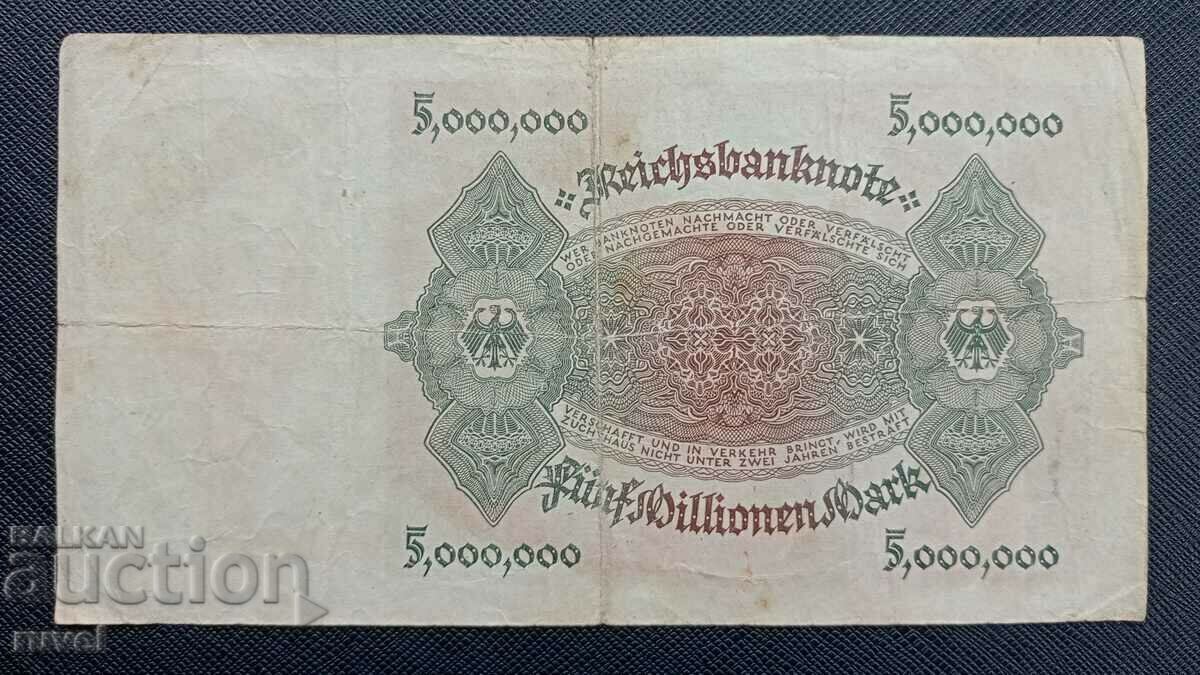 5,000,000 5,000,000
Reichsbanknote
WER BANKNOTEN NACHMACHT ODER VERFÄLSCHT
ODER NACHGEMACHTE ODER VERFÄLSCHTE SICH
VERSCHAFFT UND IN VERKEHR BRINGT, WIRD MIT
ZUCHTHAUS NICHT UNTER ZWEI JAHREN BESTRAFT
Fünf Millionen Mark
5,000,000 5,000,000
BALKAN
auction
nuvel